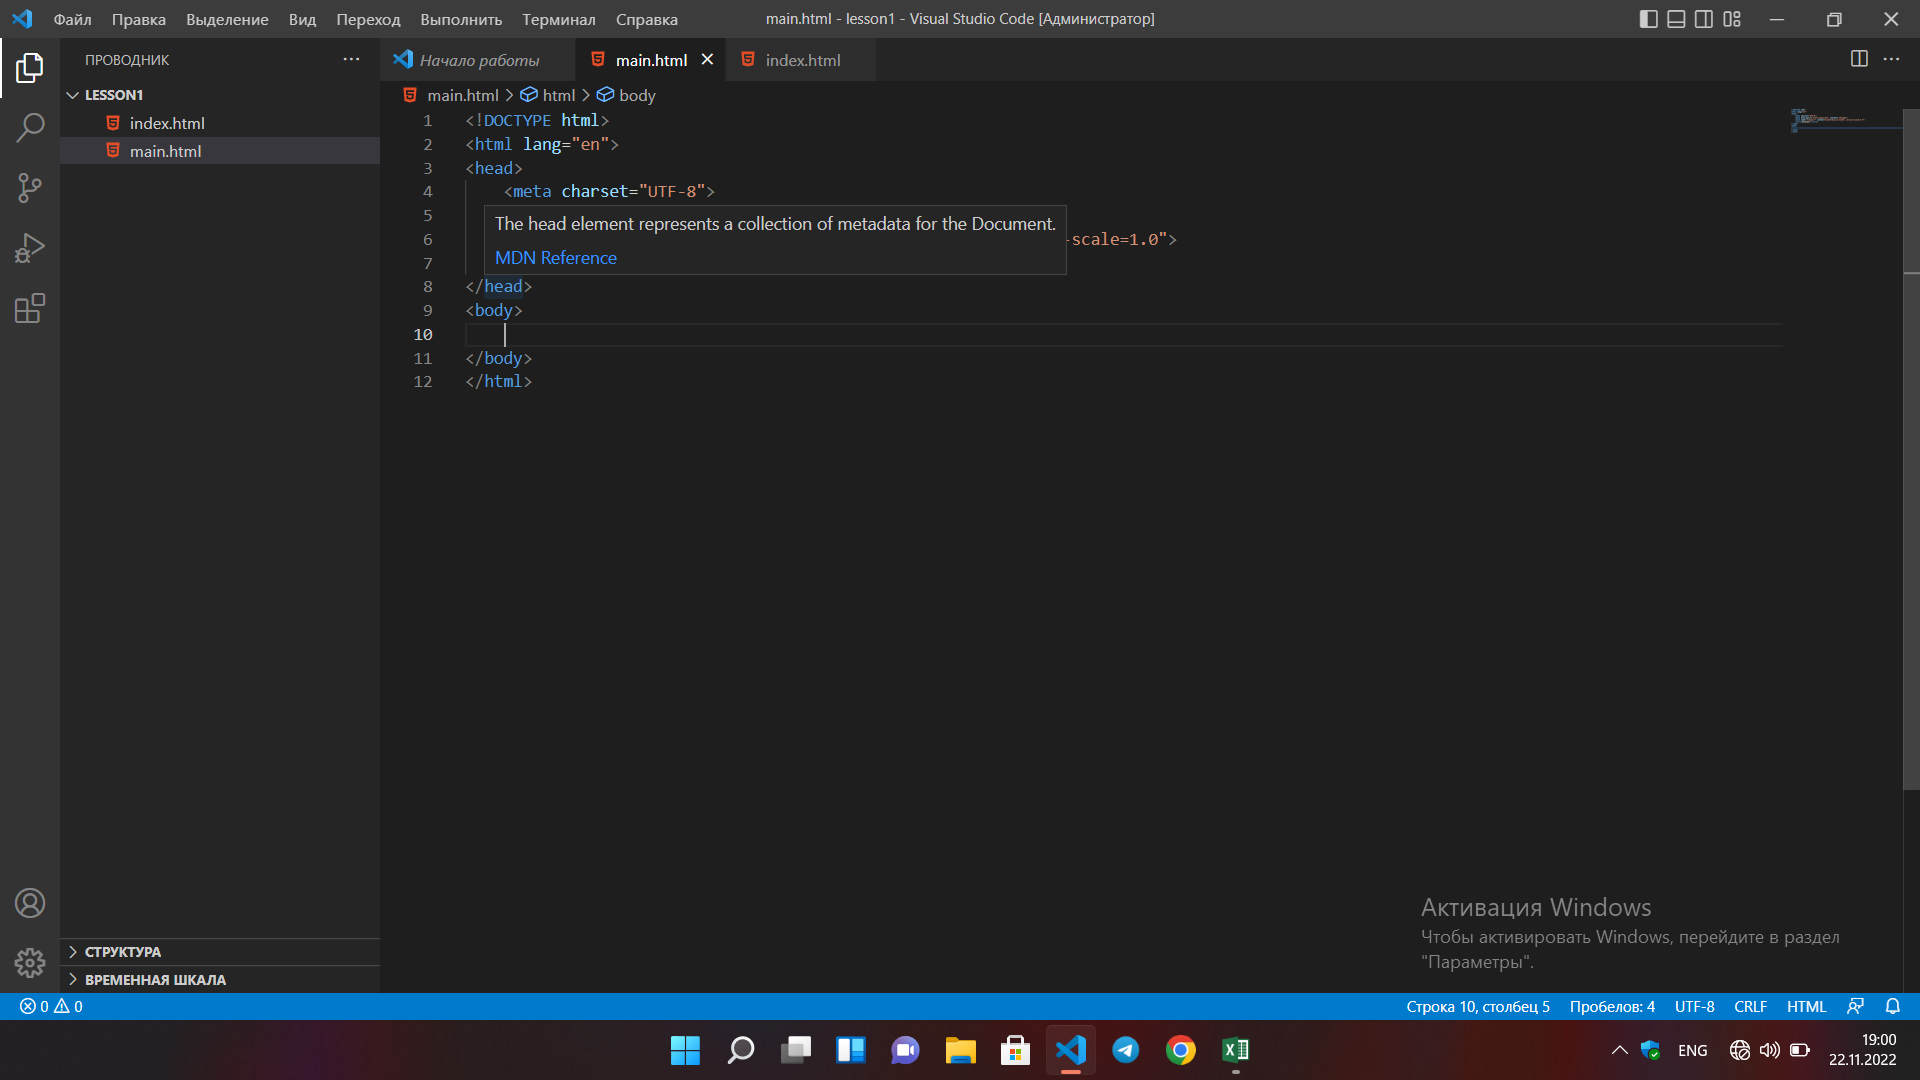 Файл Правка Выделение Вид Переход Выполнить Терминал Справка
main.html - lesson1 - Visual Studio Code [Администратор]
ПРОВОДНИК
LESSON1
index.html
main.html
Начало работы
main.html
index.html
main.html > html > body
1 <!DOCTYPE html>
2 <html lang="en">
3 <head>
4 <meta charset="UTF-8">
5
The head element represents a collection of metadata for the Document.
6 -scale=1.0">
MDN Reference
7
8 </head>
9 <body>
10
11 </body>
12 </html>
Активация Windows
Чтобы активировать Windows, перейдите в раздел
"Параметры".
СТРУКТУРА
ВРЕМЕННАЯ ШКАЛА
0 0
Строка 10, столбец 5 Пробелов: 4 UTF-8 CRLF HTML
ENG
19:00
22.11.2022